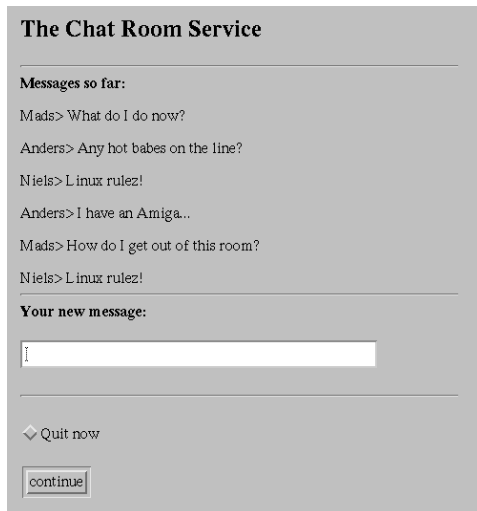 The Chat Room Service
Messages so far:
Mads> What do I do now?
Anders> Any hot babes on the line?
Niels> Linux rulez!
Anders> I have an Amiga...
Mads> How do I get out of this room?
Niels> Linux rulez!
Your new message:
Quit now
continue